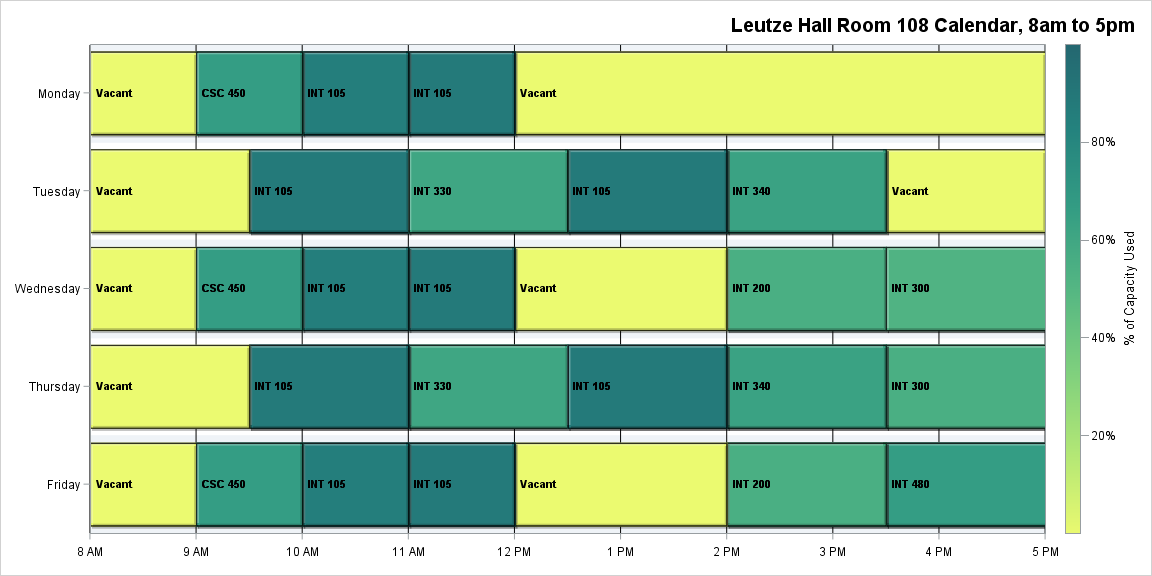 Leutze Hall Room 108 Calendar, 8am to 5pm
Monday
Vacant
CSC 450
INT 105
INT 105
Vacant
Tuesday
Vacant
INT 105
INT 330
INT 105
INT 340
Vacant
Wednesday
Vacant
CSC 450
INT 105
INT 105
Vacant
INT 200
INT 300
Thursday
Vacant
INT 105
INT 330
INT 105
INT 340
INT 300
Friday
Vacant
CSC 450
INT 105
INT 105
Vacant
INT 200
INT 480
8 AM
9 AM
10 AM
11 AM
12 PM
1 PM
2 PM
3 PM
4 PM
5 PM
80%
60%
40%
20%
% of Capacity Used